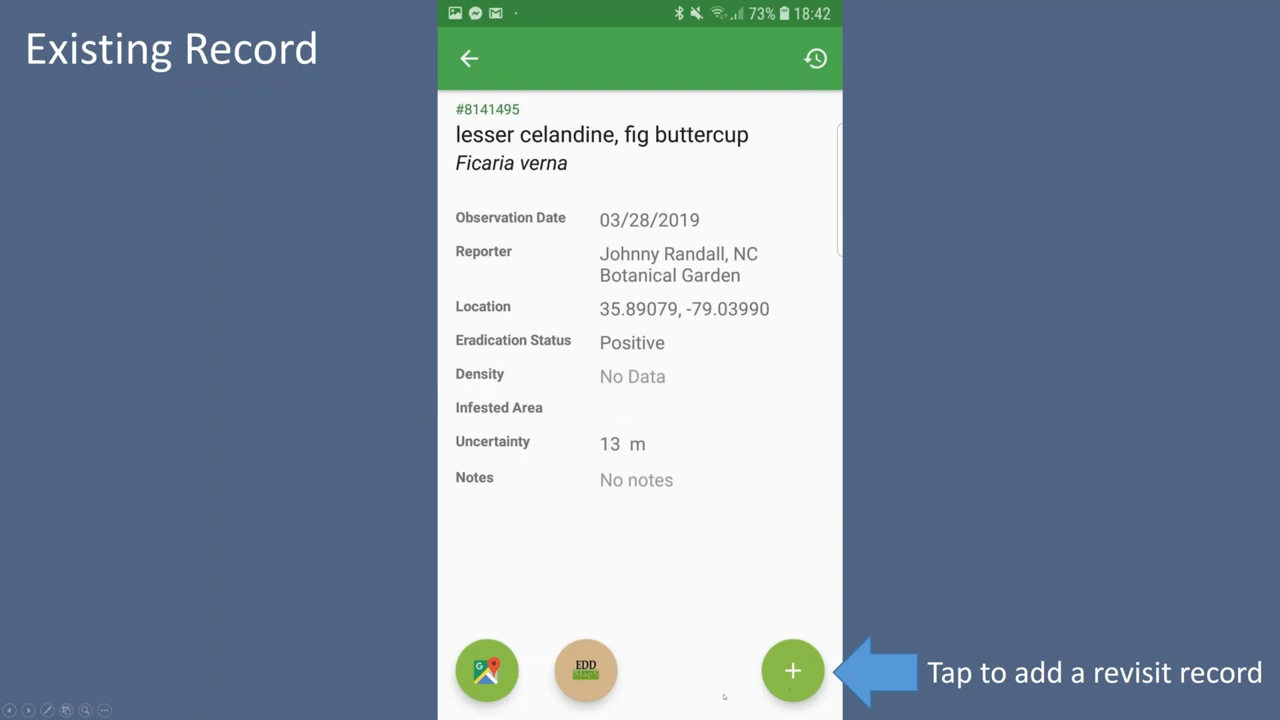 Existing Record
73% 18:42
#8141495
lesser celandine, fig buttercup
Ficaria verna
Observation Date 03/28/2019
Reporter Johnny Randall, NC
Botanical Garden
Location 35.89079, -79.03990
Eradication Status Positive
Density No Data
Infested Area
Uncertainty 13 m
Notes No notes
G
EDD
MapS
+
Tap to add a revisit record